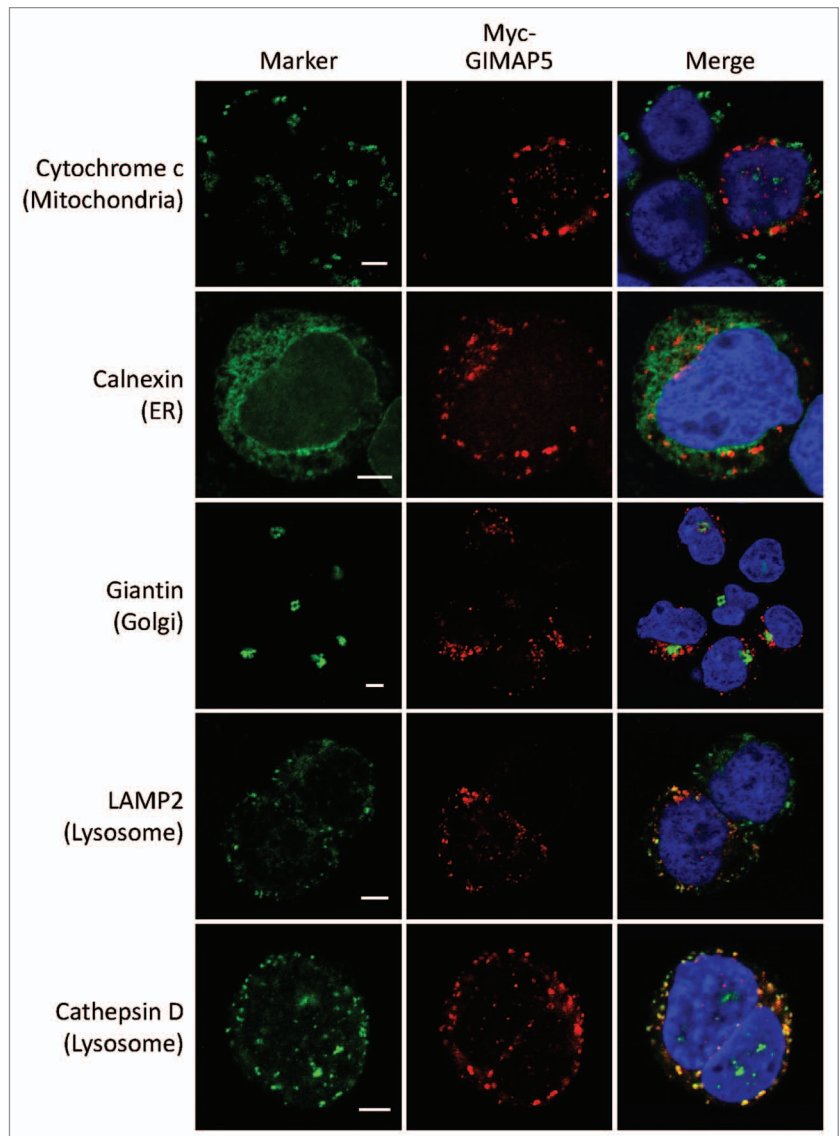 Marker
Myc-
GIMAP5
Merge
Cytochrome c
(Mitochondria)
Calnexin
(ER)
Giantin
(Golgi)
LAMP2
(Lysosome)
Cathepsin D
(Lysosome)